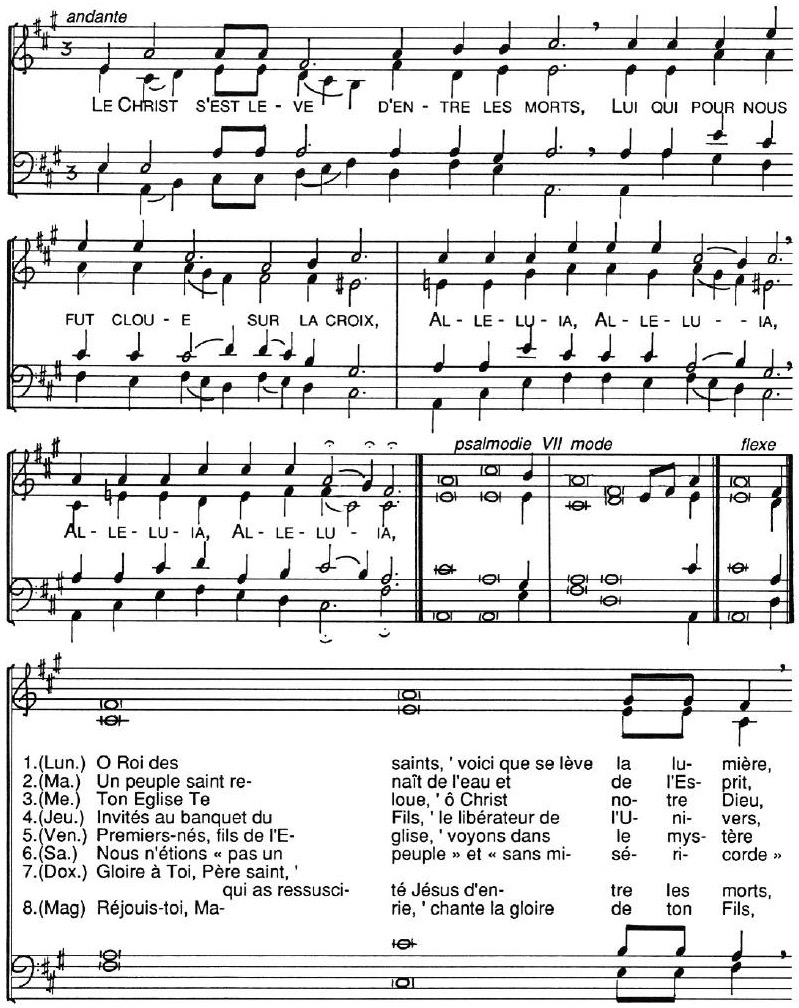 andante
3
LE CHRIST S'EST LE - VE D'EN - TRE LES MORTS, LUI QUI POUR NOUS
3
FUT CLOU - E SUR LA CROIX, AL - LE - LU - IA, AL - LE - LU - - IA,
psalmodie VII mode flexe
AL - LE - LU - IA, AL - LE - LU - IA,
1.(Lun.) O Roi des saints, ' voici que se lève la lu- mière,
2.(Ma.) Un peuple saint re- naît de l'eau et de l'Es- prit,
3.(Me.) Ton Eglise Te loue, ' ô Christ no- tre Dieu,
4.(Jeu.) Invités au banquet du Fils, ' le libérateur de l'U- ni- vers,
5.(Ven.) Premiers-nés, fils de l'E- glise, ' voyons dans le mys- tère
6.(Sa.) Nous n'étions « pas un peuple » et « sans mi- sé- ri- corde »
7.(Dox.) Gloire à Toi, Père saint, '
qui as ressusci- té Jésus d'en- tre les morts,
8.(Mag) Réjouis-toi, Ma- rie, ' chante la gloire de ton Fils,